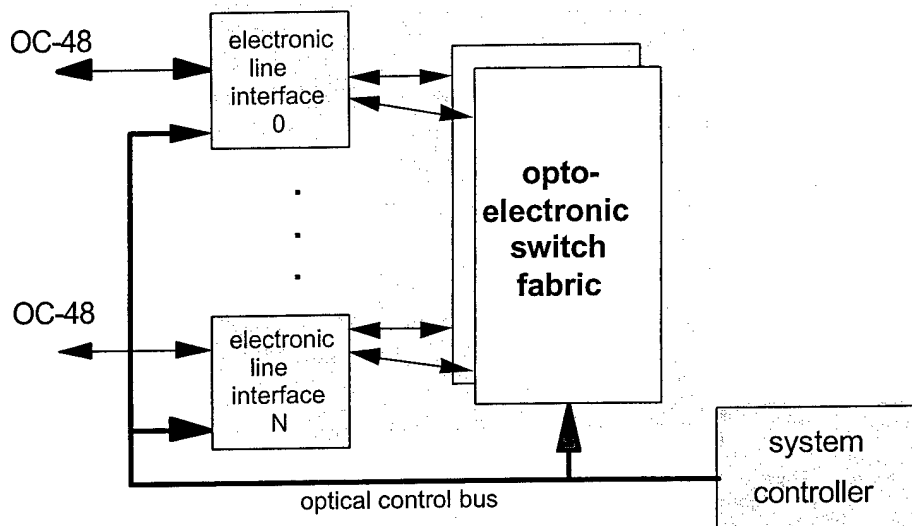 OC-48
electronic
line
interface
0
opto-
electronic
switch
fabric
OC-48
electronic
line
interface
N
system
controller
optical control bus